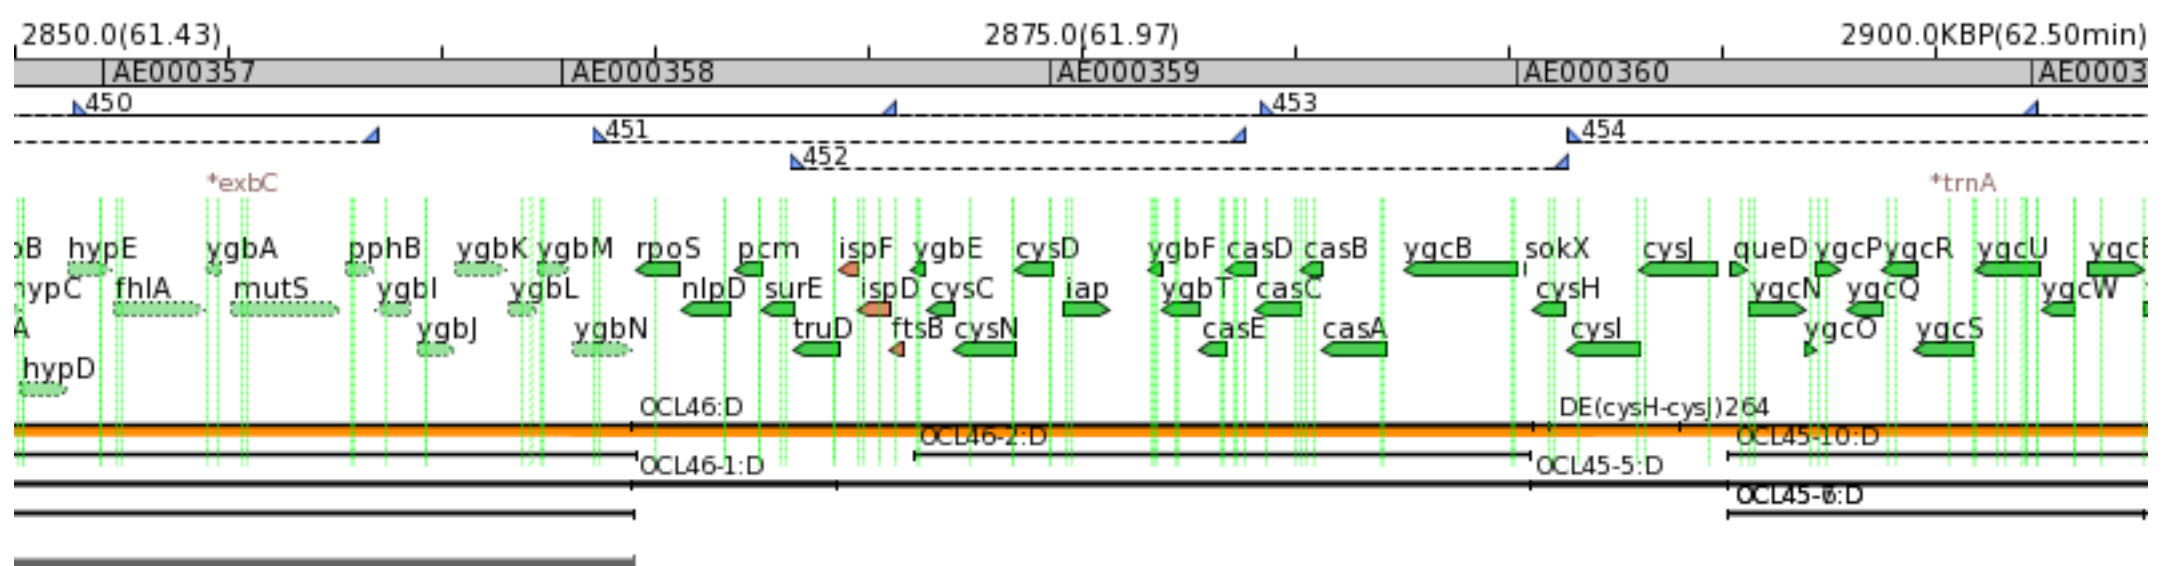 2850.0(61.43) 2875.0(61.97) 2900.0KBP(62.50min)
AE000357 AE000358 AE000359 AE000360 AE0003
450 453
451 454
452
*exbC *trnA
bB hypE ygbA pphB ygbK ygbM rpoS pcm ispF ygbE cysD ygbF casD casB ygcB sokX cysJ queD ygcP ygcR ygcU ygcE
hypC fhlA mutS ygbI ygbL nlpD surE ispD cysC iap ygbT casC cysH ygcN ygcQ ygcW
A ygbJ ygbN truD ftsB cysN casE casA cysI ygcO ygcS
hypD
OCL46:D DE(cysH-cysJ)264
OCL46-2:D OCL45-10:D
OCL46-1:D OCL45-5:D